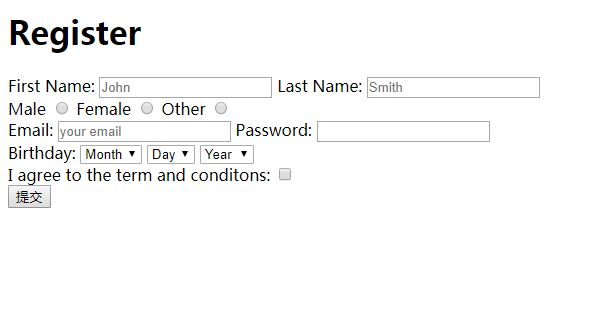 Register
First Name: John Last Name: Smith
Male Female Other
Email: your email Password:
Birthday: Month Day Year
I agree to the term and conditons:
提交